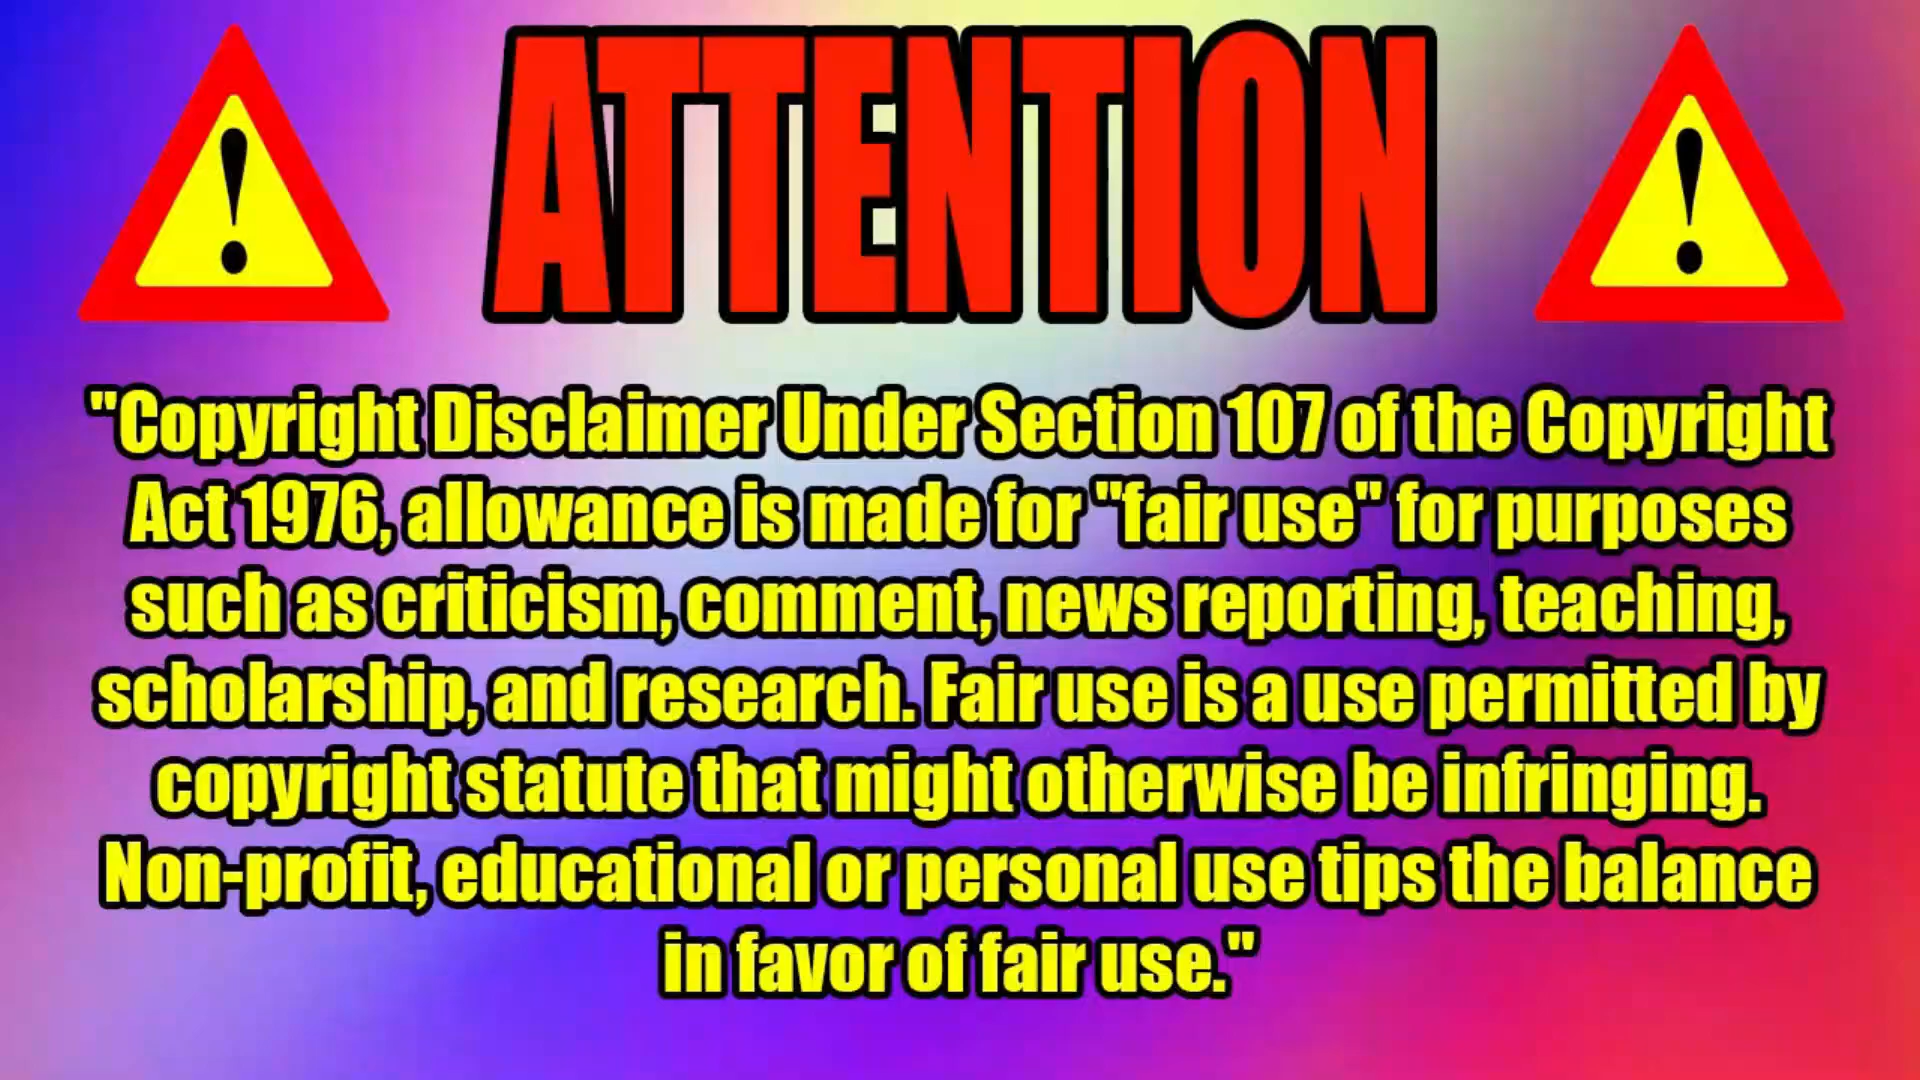 ATTENTION
"Copyright Disclaimer Under Section 107 of the Copyright
Act 1976, allowance is made for "fair use" for purposes
such as criticism, comment, news reporting, teaching,
scholarship, and research. Fair use is a use permitted by
copyright statute that might otherwise be infringing.
Non-profit, educational or personal use tips the balance
in favor of fair use."